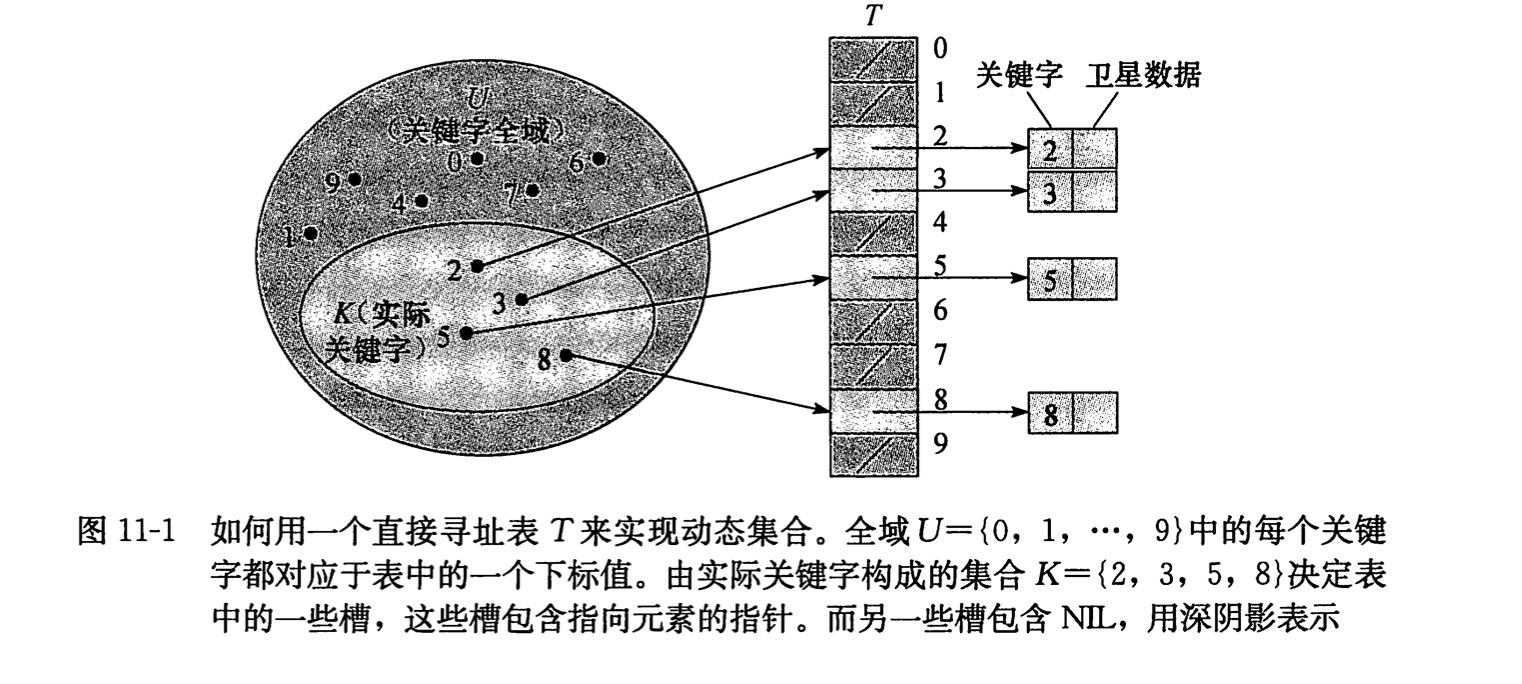 T
U
(关键字全域)
0
6
9
4
7
1
2
3
K(实际
关键字)
5
8
0
1
2
3
4
5
6
7
8
9
关键字 卫星数据
2
3
5
8
图 11-1 如何用一个直接寻址表 T 来实现动态集合。全域 U={0, 1, …, 9}中的每个关键
字都对应于表中的一个下标值。由实际关键字构成的集合 K={2, 3, 5, 8}决定表
中的一些槽，这些槽包含指向元素的指针。而另一些槽包含 NIL，用深阴影表示